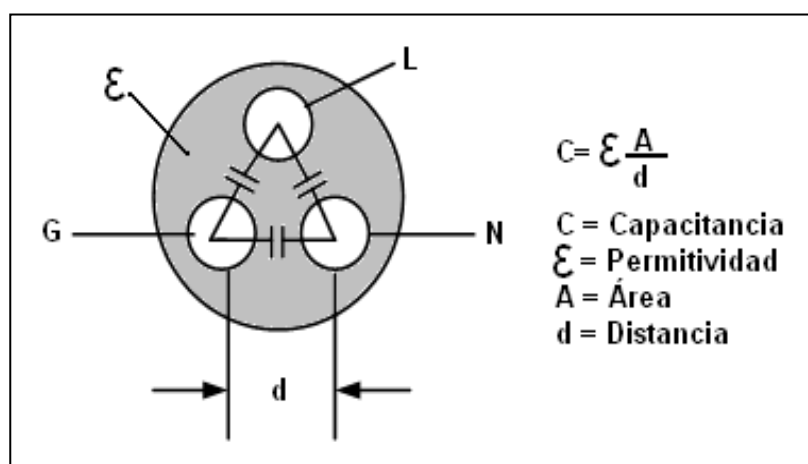 L
ε
G
N
d
C= ε A
d
C = Capacitancia
ε = Permitividad
A = Área
d = Distancia